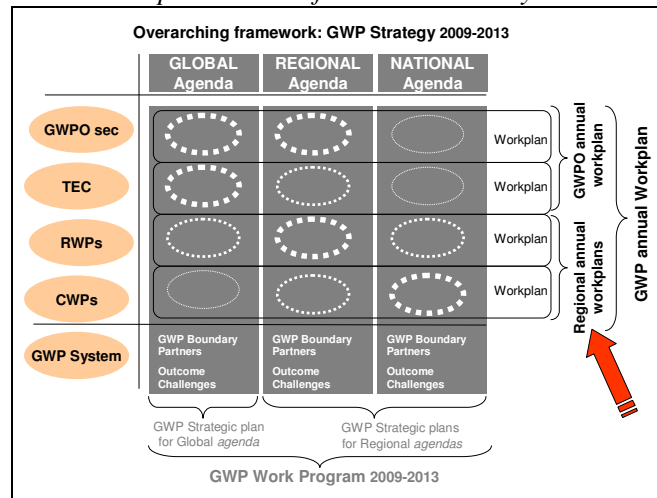 Overarching framework: GWP Strategy 2009-2013
GLOBAL
Agenda
REGIONAL
Agenda
NATIONAL
Agenda
GWPO sec
Workplan
TEC
Workplan
RWPs
Workplan
CWPs
Workplan
GWPO annual
workplan
Regional annual
workplans
GWP annual Workplan
GWP System
GWP Boundary
Partners
Outcome
Challenges
GWP Boundary
Partners
Outcome
Challenges
GWP Boundary
Partners
Outcome
Challenges
GWP Strategic plan
for Global agenda
GWP Strategic plans
for Regional agendas
GWP Work Program 2009-2013